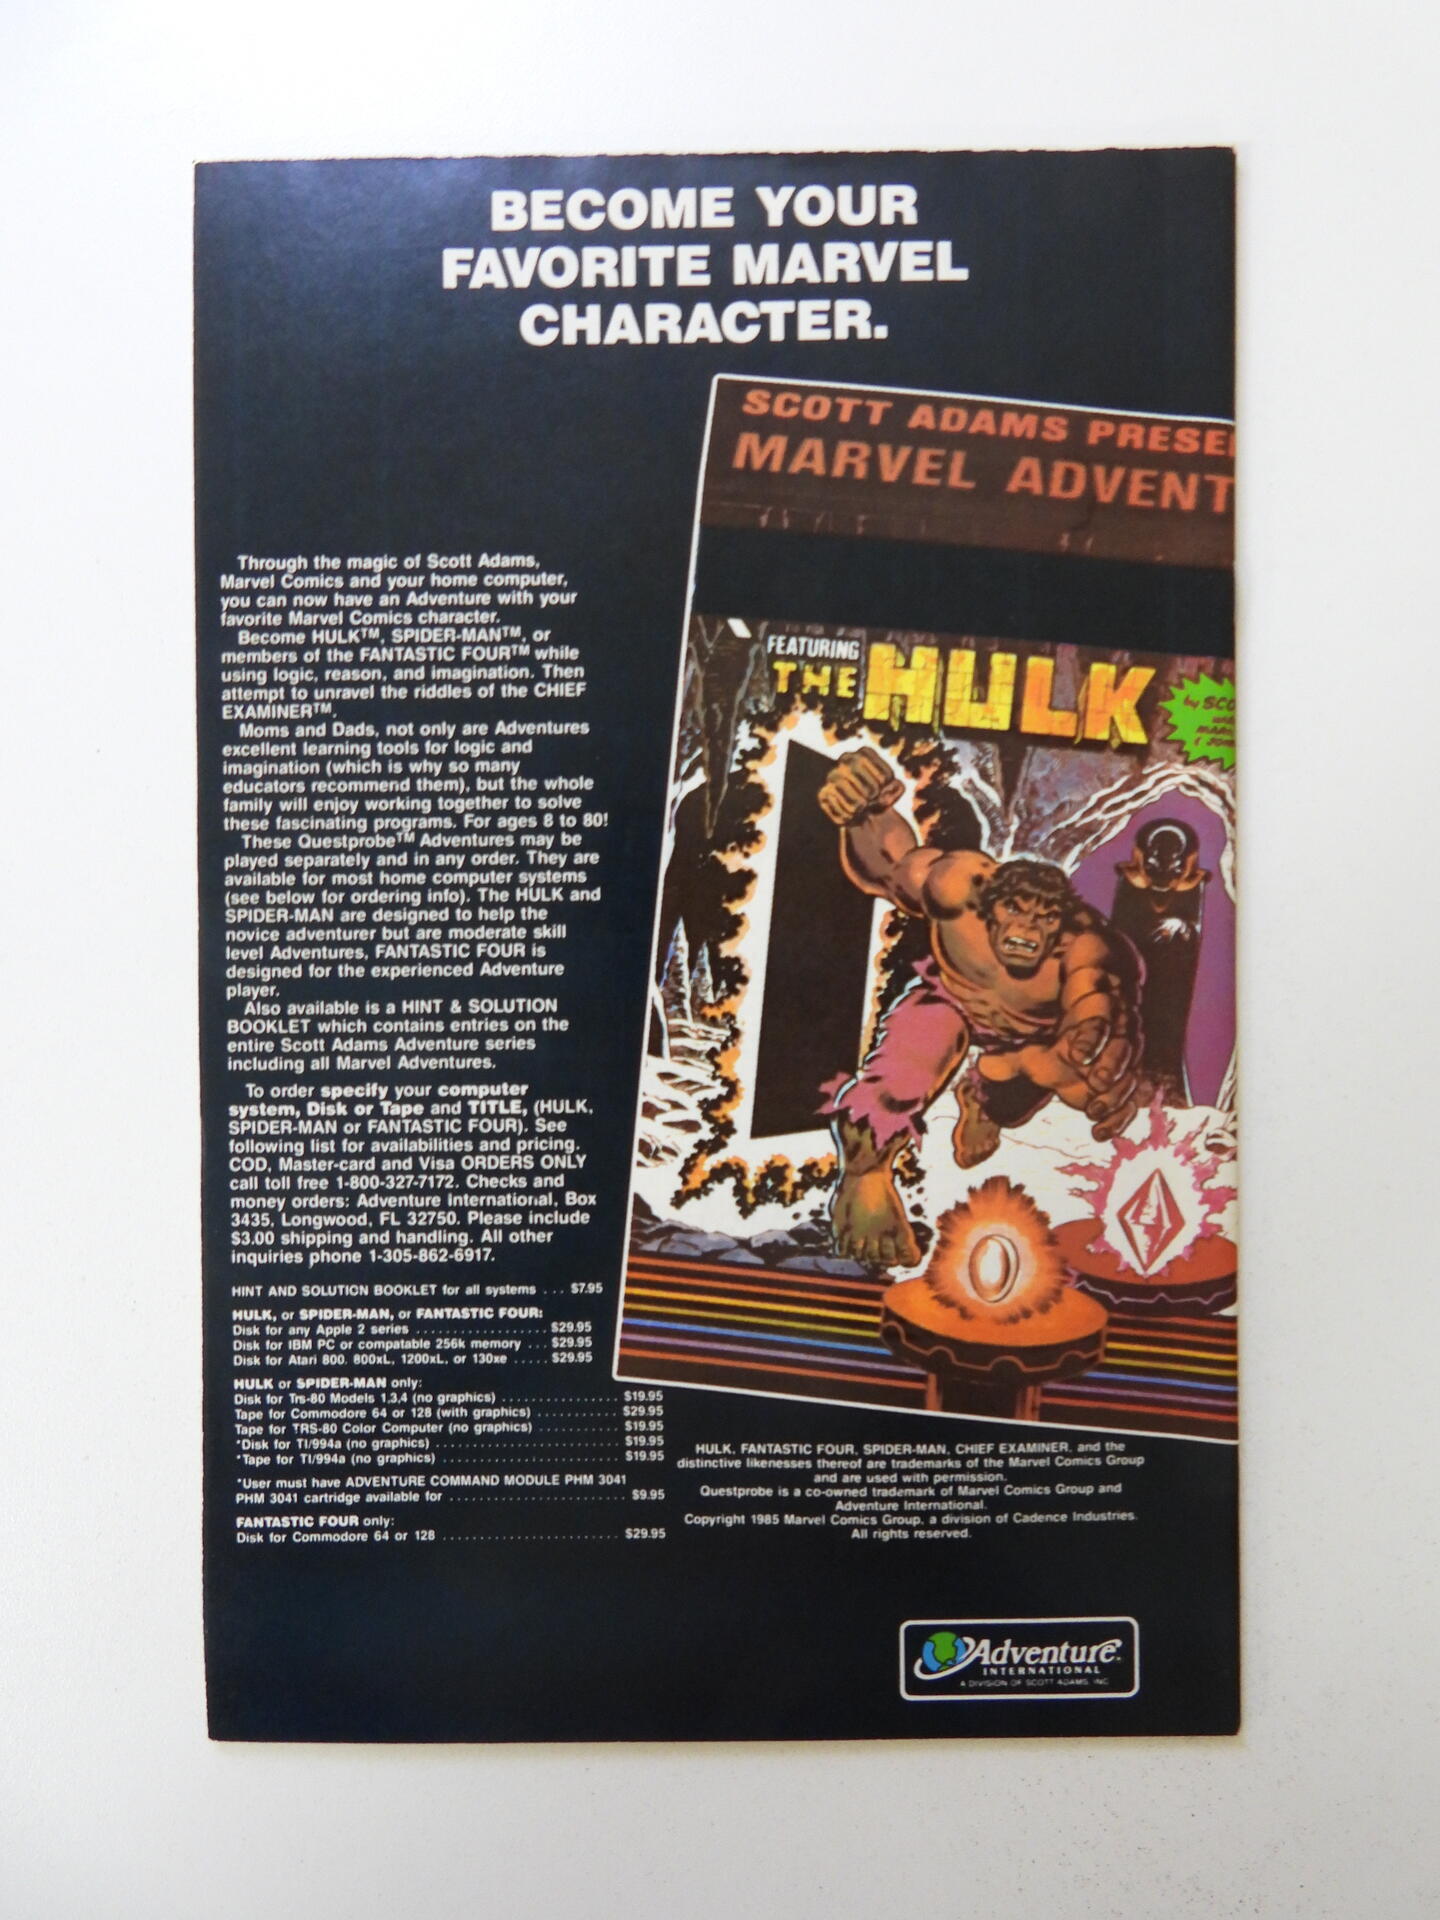 BECOME YOUR
FAVORITE MARVEL
CHARACTER.
SCOTT ADAMS PRESE
MARVEL ADVENT
FEATURING
THE HULK
by SCO
Through the magic of Scott Adams,
Marvel Comics and your home computer,
you can now have an Adventure with your
favorite Marvel Comics character.
Become HULK™, SPIDER-MAN™, or
members of the FANTASTIC FOUR™ while
using logic, reason, and imagination. Then
attempt to unravel the riddles of the CHIEF
EXAMINER™.
Moms and Dads, not only are Adventures
excellent learning tools for logic and
imagination (which is why so many
educators recommend them), but the whole
family will enjoy working together to solve
these fascinating programs. For ages 8 to 80!
These Questprobe™ Adventures may be
played separately and in any order. They are
available for most home computer systems
(see below for ordering info). The HULK and
SPIDER-MAN are designed to help the
novice adventurer but are moderate skill
level Adventures, FANTASTIC FOUR is
designed for the experienced Adventure
player.
Also available is a HINT & SOLUTION
BOOKLET which contains entries on the
entire Scott Adams Adventure series
including all Marvel Adventures.
To order specify your computer
system, Disk or Tape and TITLE, (HULK,
SPIDER-MAN or FANTASTIC FOUR). See
following list for availabilities and pricing.
COD, Master-card and Visa ORDERS ONLY
call toll free 1-800-327-7172. Checks and
money orders: Adventure International, Box
3435, Longwood, FL 32750. Please include
$3.00 shipping and handling. All other
inquiries phone 1-305-862-6917.
HINT AND SOLUTION BOOKLET for all systems ... $7.95
HULK, or SPIDER-MAN, or FANTASTIC FOUR:
Disk for any Apple 2 series .................. $29.95
Disk for IBM PC or compatable 256k memory ... $29.95
Disk for Atari 800, 800xL, 1200xL, or 130xe ..... $29.95
HULK or SPIDER-MAN only:
Disk for Trs-80 Models 1,3,4 (no graphics) ................ $19.95
Tape for Commodore 64 or 128 (with graphics) ........... $29.95
Tape for TRS-80 Color Computer (no graphics) ............ $19.95
*Disk for TI/994a (no graphics) ......................... $19.95
*Tape for TI/994a (no graphics) ......................... $19.95
*User must have ADVENTURE COMMAND MODULE PHM 3041
PHM 3041 cartridge available for ........................ $9.95
FANTASTIC FOUR only:
Disk for Commodore 64 or 128 ........................ $29.95
HULK, FANTASTIC FOUR, SPIDER-MAN, CHIEF EXAMINER, and the
distinctive likenesses thereof are trademarks of the Marvel Comics Group
and are used with permission.
Questprobe is a co-owned trademark of Marvel Comics Group and
Adventure International.
Copyright 1985 Marvel Comics Group, a division of Cadence Industries.
All rights reserved.
Adventure
INTERNATIONAL
A DIVISION OF SCOTT ADAMS, INC